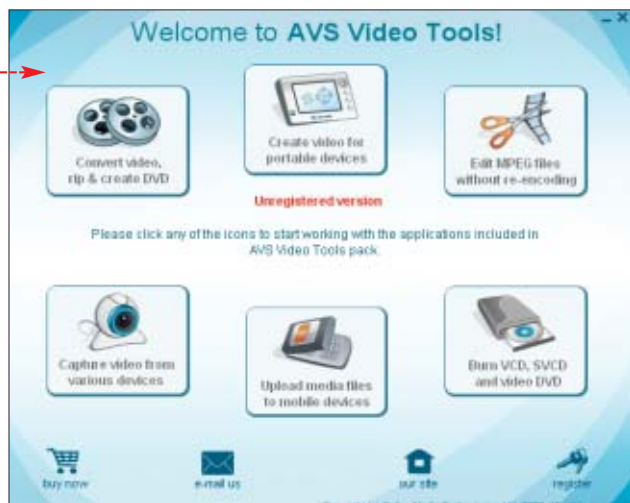 Welcome to AVS Video Tools!
Convert video,
rip & create DVD
Create video for
portable devices
Edit MPEG files
without re-encoding
Unregistered version
Please click any of the icons to start working with the applications included in
AVS Video Tools pack.
Capture video from
various devices
Upload media files
to mobile devices
Burn VCD, SVCD
and video DVD
buy now
e-mail us
our site
register